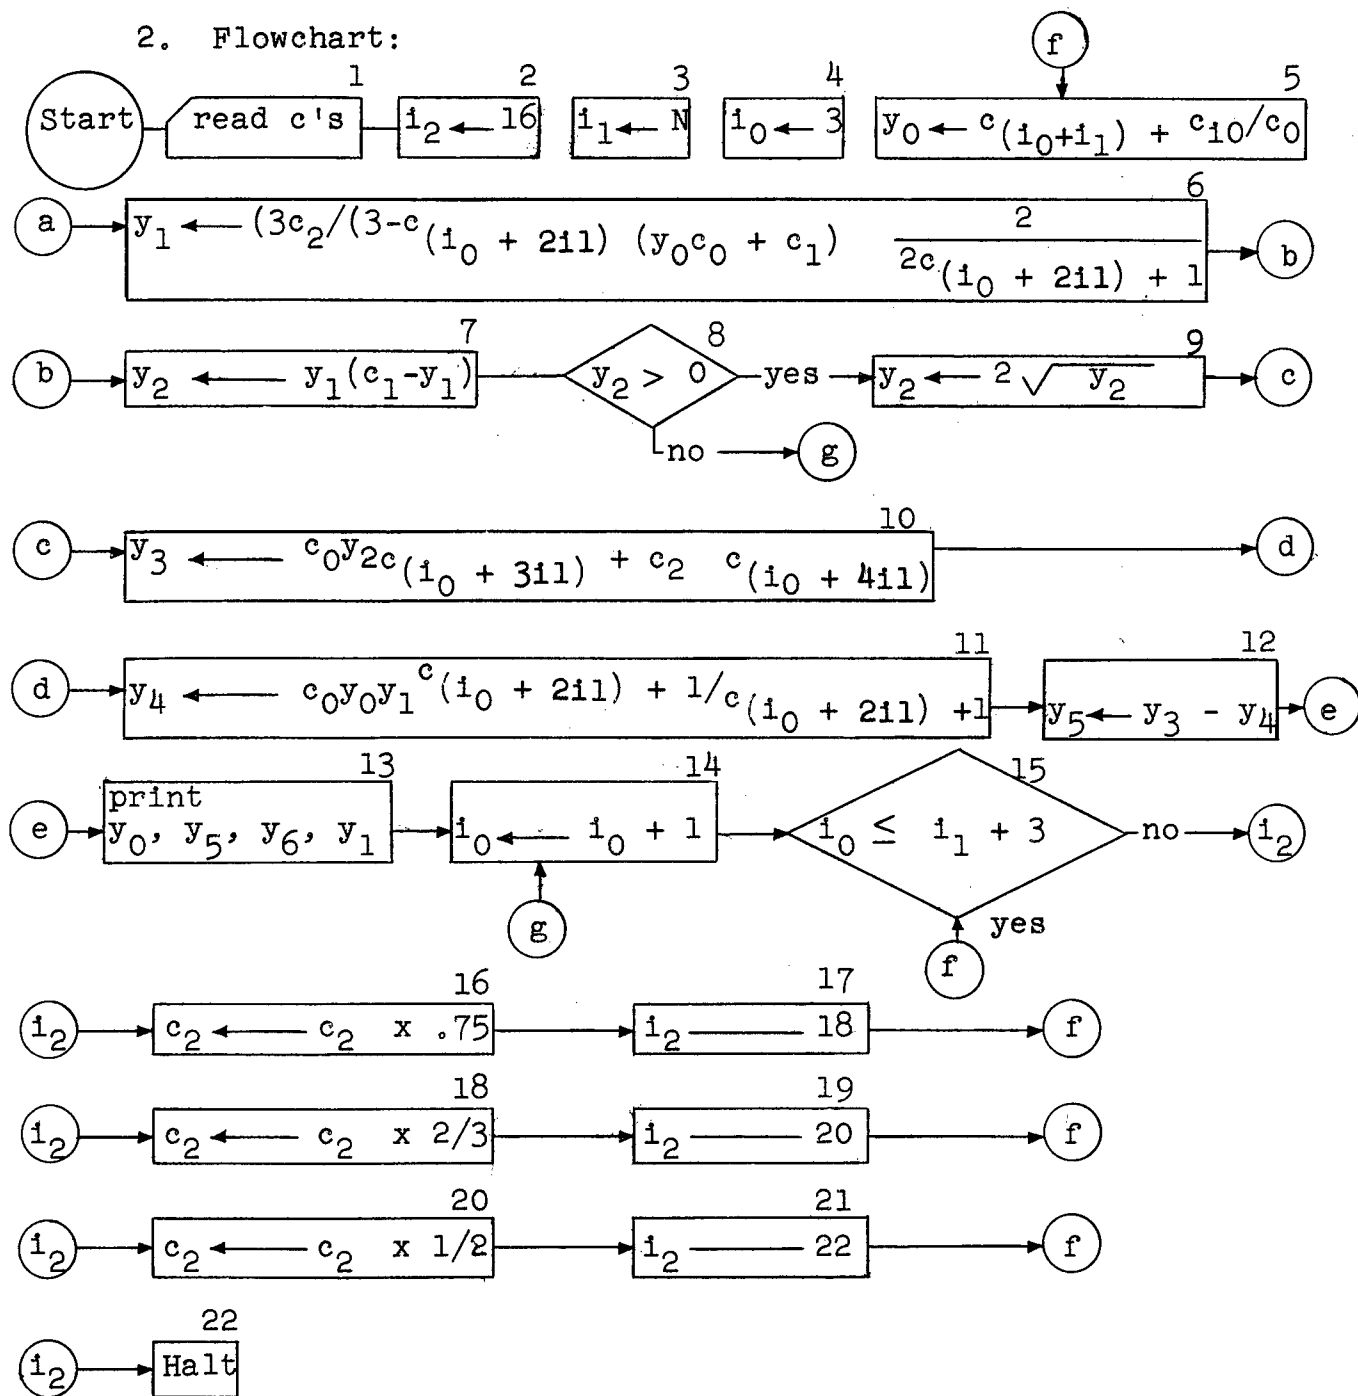 2. Flowchart:
f
1 2 3 4 5
Start read c's i₂ ← 16 i₁ ← N i₀ ← 3 y₀ ← c(i₀+i₁) + ci0/c₀
6
a y₁ ← (3c₂/(3-c(i₀ + 2i1) (y₀c₀ + c₁) 2/2c(i₀ + 2i1) + 1 b
7 8 9
b y₂ ← y₁(c₁-y₁) y₂ > 0 yes y₂ ← 2 √y₂ c
no g
10
c y₃ ← c₀y₂c(i₀ + 3i1) + c₂ c(i₀ + 4i1) d
11 12
d y₄ ← c₀y₀y₁c(i₀ + 2i1) + 1/c(i₀ + 2i1) +1 y₅ ← y₃ - y₄ e
13 14 15
print
e y₀, y₅, y₆, y₁ i₀ ← i₀ + 1 i₀ ≤ i₁ + 3 no i₂
g f yes
16 17
i₂ c₂ ← c₂ x .75 i₂ — 18 f
18 19
i₂ c₂ ← c₂ x 2/3 i₂ — 20 f
20 21
i₂ c₂ ← c₂ x 1/2 i₂ — 22 f
22
i₂ Halt